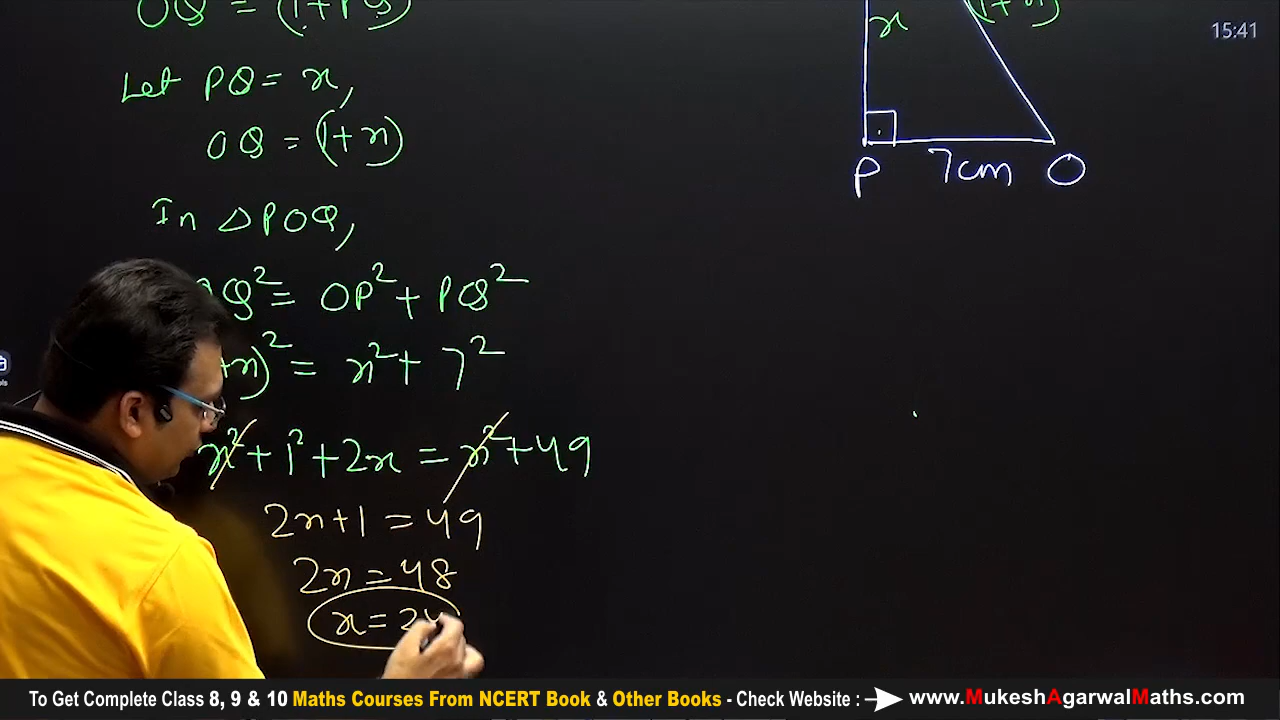 OQ = (1+PQ)
x
(1+x)
15:41
Let PQ = x,
OQ = (1+x)
P 7cm O
In △POQ,
Q² = OP² + PQ²
+x)² = x² + 7²
x² + 1² + 2x = x² + 49
2x+1 = 49
2x = 48
x = 24
To Get Complete Class 8, 9 & 10 Maths Courses From NCERT Book & Other Books - Check Website : www.MukeshAgarwalMaths.com